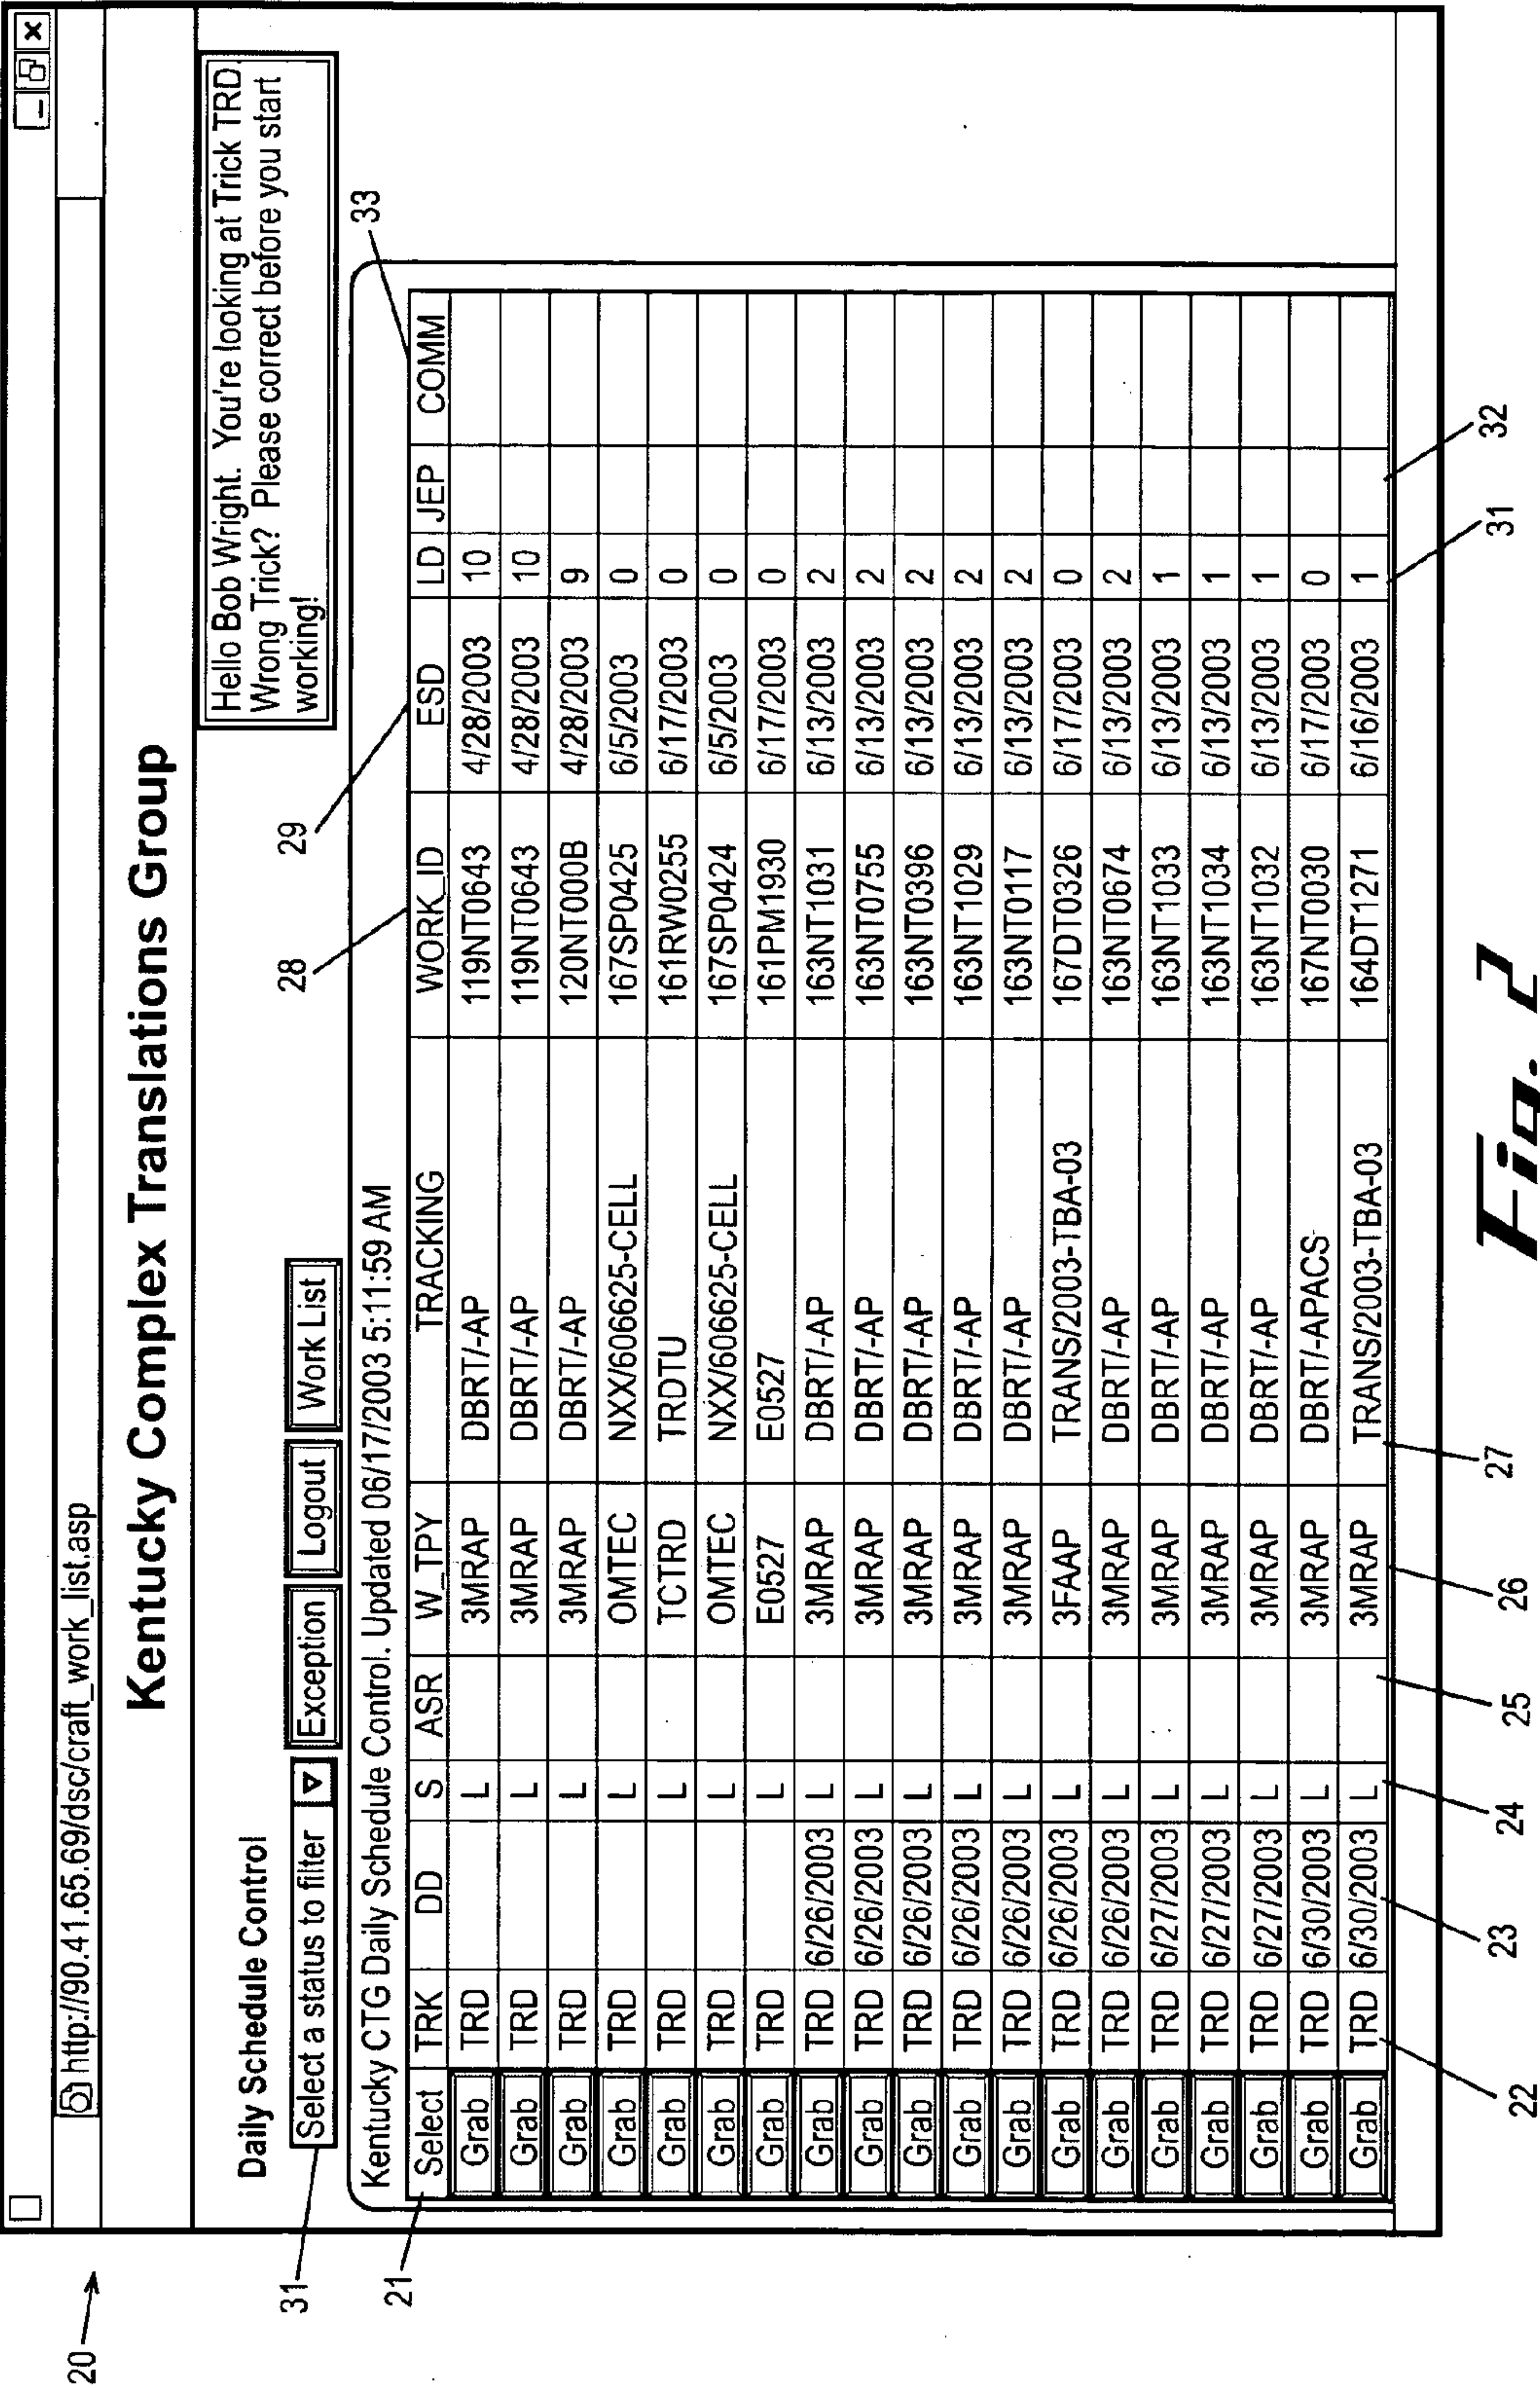 20
http://90.41.65.69/dsc/craft_work_list.asp
Kentucky Complex Translations Group
Daily Schedule Control
Hello Bob Wright. You're looking at Trick TRD.
Wrong Trick? Please correct before you start
working!
31
Select a status to filter Exception Logout Work List
28 29 33
Kentucky CTG Daily Schedule Control. Updated 06/17/2003 5:11:59 AM
21
Select TRK DD S ASR W_TPY TRACKING WORK_ID ESD LD JEP COMM
Grab TRD L 3MRAP DBRT/-AP 119NT0643 4/28/2003 10
Grab TRD L 3MRAP DBRT/-AP 119NT0643 4/28/2003 10
Grab TRD L 3MRAP DBRT/-AP 120NT000B 4/28/2003 9
Grab TRD L OMTEC NXX/606625-CELL 167SP0425 6/5/2003 0
Grab TRD L TCTRD TRDTU 161RW0255 6/17/2003 0
Grab TRD L OMTEC NXX/606625-CELL 167SP0424 6/5/2003 0
Grab TRD L E0527 E0527 161PM1930 6/17/2003 0
Grab TRD 6/26/2003 L 3MRAP DBRT/-AP 163NT1031 6/13/2003 2
Grab TRD 6/26/2003 L 3MRAP DBRT/-AP 163NT0755 6/13/2003 2
Grab TRD 6/26/2003 L 3MRAP DBRT/-AP 163NT0396 6/13/2003 2
Grab TRD 6/26/2003 L 3MRAP DBRT/-AP 163NT1029 6/13/2003 2
Grab TRD 6/26/2003 L 3MRAP DBRT/-AP 163NT0117 6/13/2003 2
Grab TRD 6/26/2003 L 3FAAP TRANS/2003-TBA-03 167DT0326 6/17/2003 0
Grab TRD 6/26/2003 L 3MRAP DBRT/-AP 163NT0674 6/13/2003 2
Grab TRD 6/27/2003 L 3MRAP DBRT/-AP 163NT1033 6/13/2003 1
Grab TRD 6/27/2003 L 3MRAP DBRT/-AP 163NT1034 6/13/2003 1
Grab TRD 6/27/2003 L 3MRAP DBRT/-AP 163NT1032 6/13/2003 1
Grab TRD 6/30/2003 L 3MRAP DBRT/-APACS 167NT0030 6/17/2003 0
Grab TRD 6/30/2003 L 3MRAP TRANS/2003-TBA-03 164DT1271 6/16/2003 1
22 23 24 25 26 27 31 32
Fig. 2